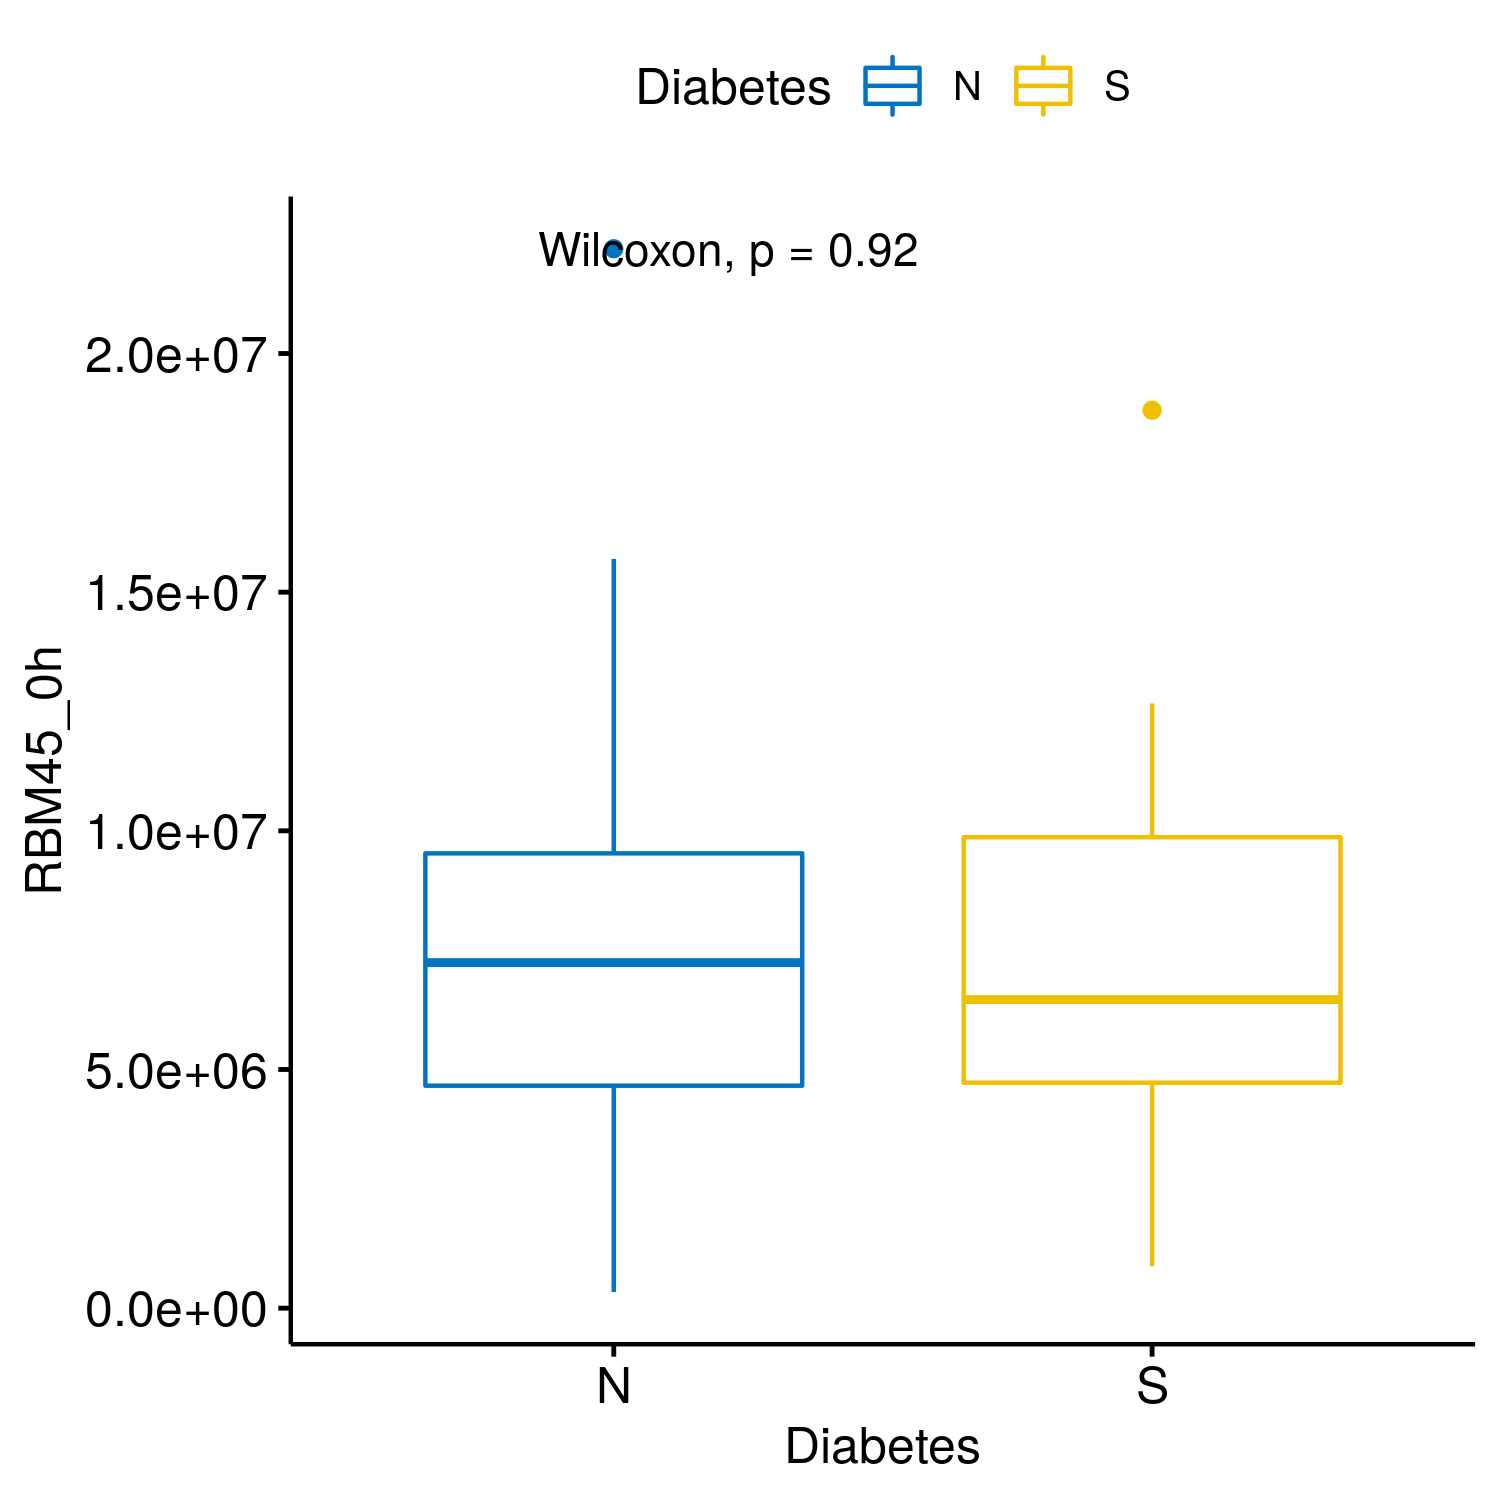 Diabetes N S
Wilcoxon, p = 0.92
2.0e+07
1.5e+07
1.0e+07
5.0e+06
0.0e+00
RBM45_0h
N S
Diabetes